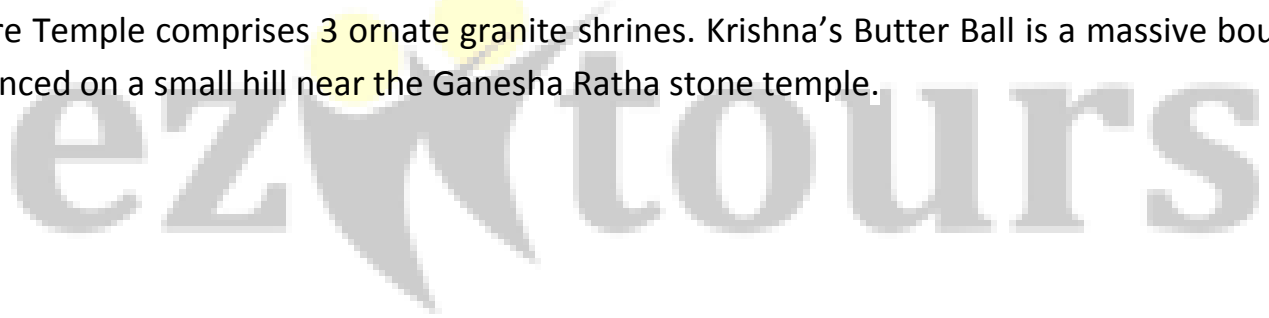 re Temple comprises 3 ornate granite shrines. Krishna’s Butter Ball is a massive bou
nced on a small hill near the Ganesha Ratha stone temple.
ez tours